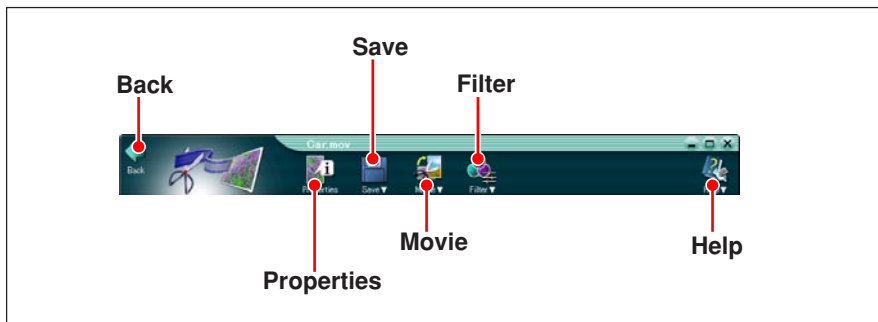 Save
Back
Filter
Car.mov
Back
Properties
Save▼
Filter▼
Movie
Help
Properties